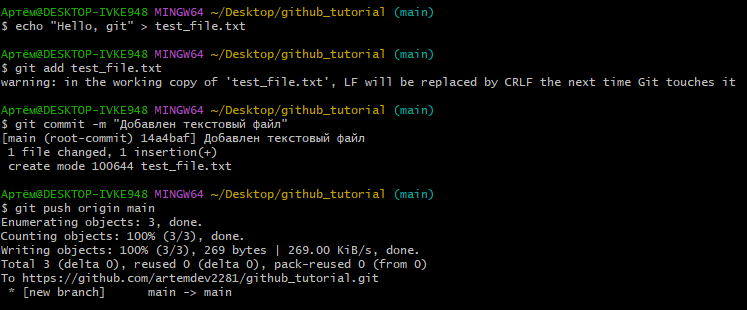 Артём@DESKTOP-IVKE948 MINGW64 ~/Desktop/github_tutorial (main)
$ echo "Hello, git" > test_file.txt
Артём@DESKTOP-IVKE948 MINGW64 ~/Desktop/github_tutorial (main)
$ git add test_file.txt
warning: in the working copy of 'test_file.txt', LF will be replaced by CRLF the next time Git touches it
Артём@DESKTOP-IVKE948 MINGW64 ~/Desktop/github_tutorial (main)
$ git commit -m "Добавлен текстовый файл"
[main (root-commit) 14a4baf] Добавлен текстовый файл
 1 file changed, 1 insertion(+)
 create mode 100644 test_file.txt
Артём@DESKTOP-IVKE948 MINGW64 ~/Desktop/github_tutorial (main)
$ git push origin main
Enumerating objects: 3, done.
Counting objects: 100% (3/3), done.
Writing objects: 100% (3/3), 269 bytes | 269.00 KiB/s, done.
Total 3 (delta 0), reused 0 (delta 0), pack-reused 0 (from 0)
To https://github.com/artemdev2281/github_tutorial.git
 * [new branch]      main -> main